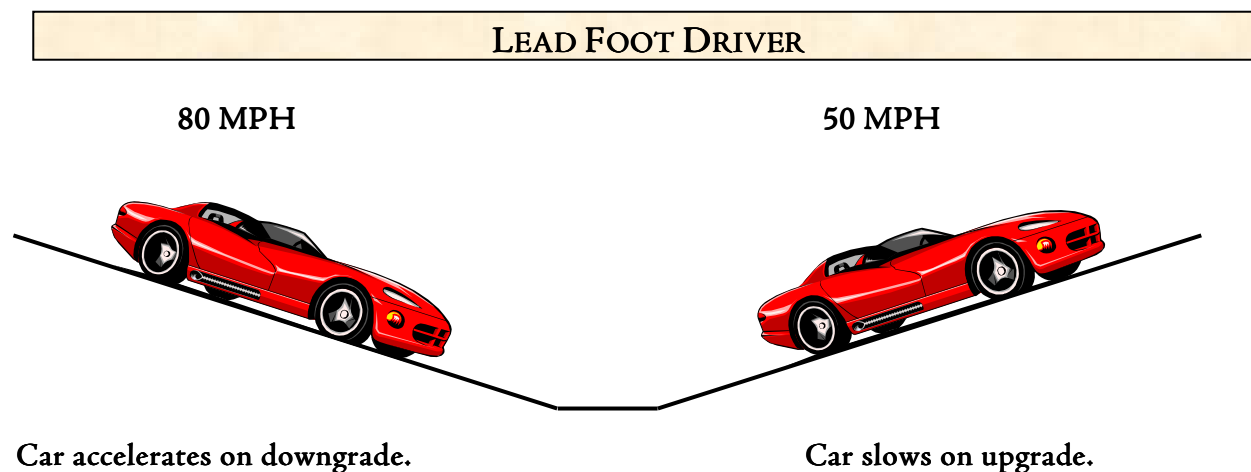 LEAD FOOT DRIVER
80 MPH
50 MPH
Car accelerates on downgrade.
Car slows on upgrade.